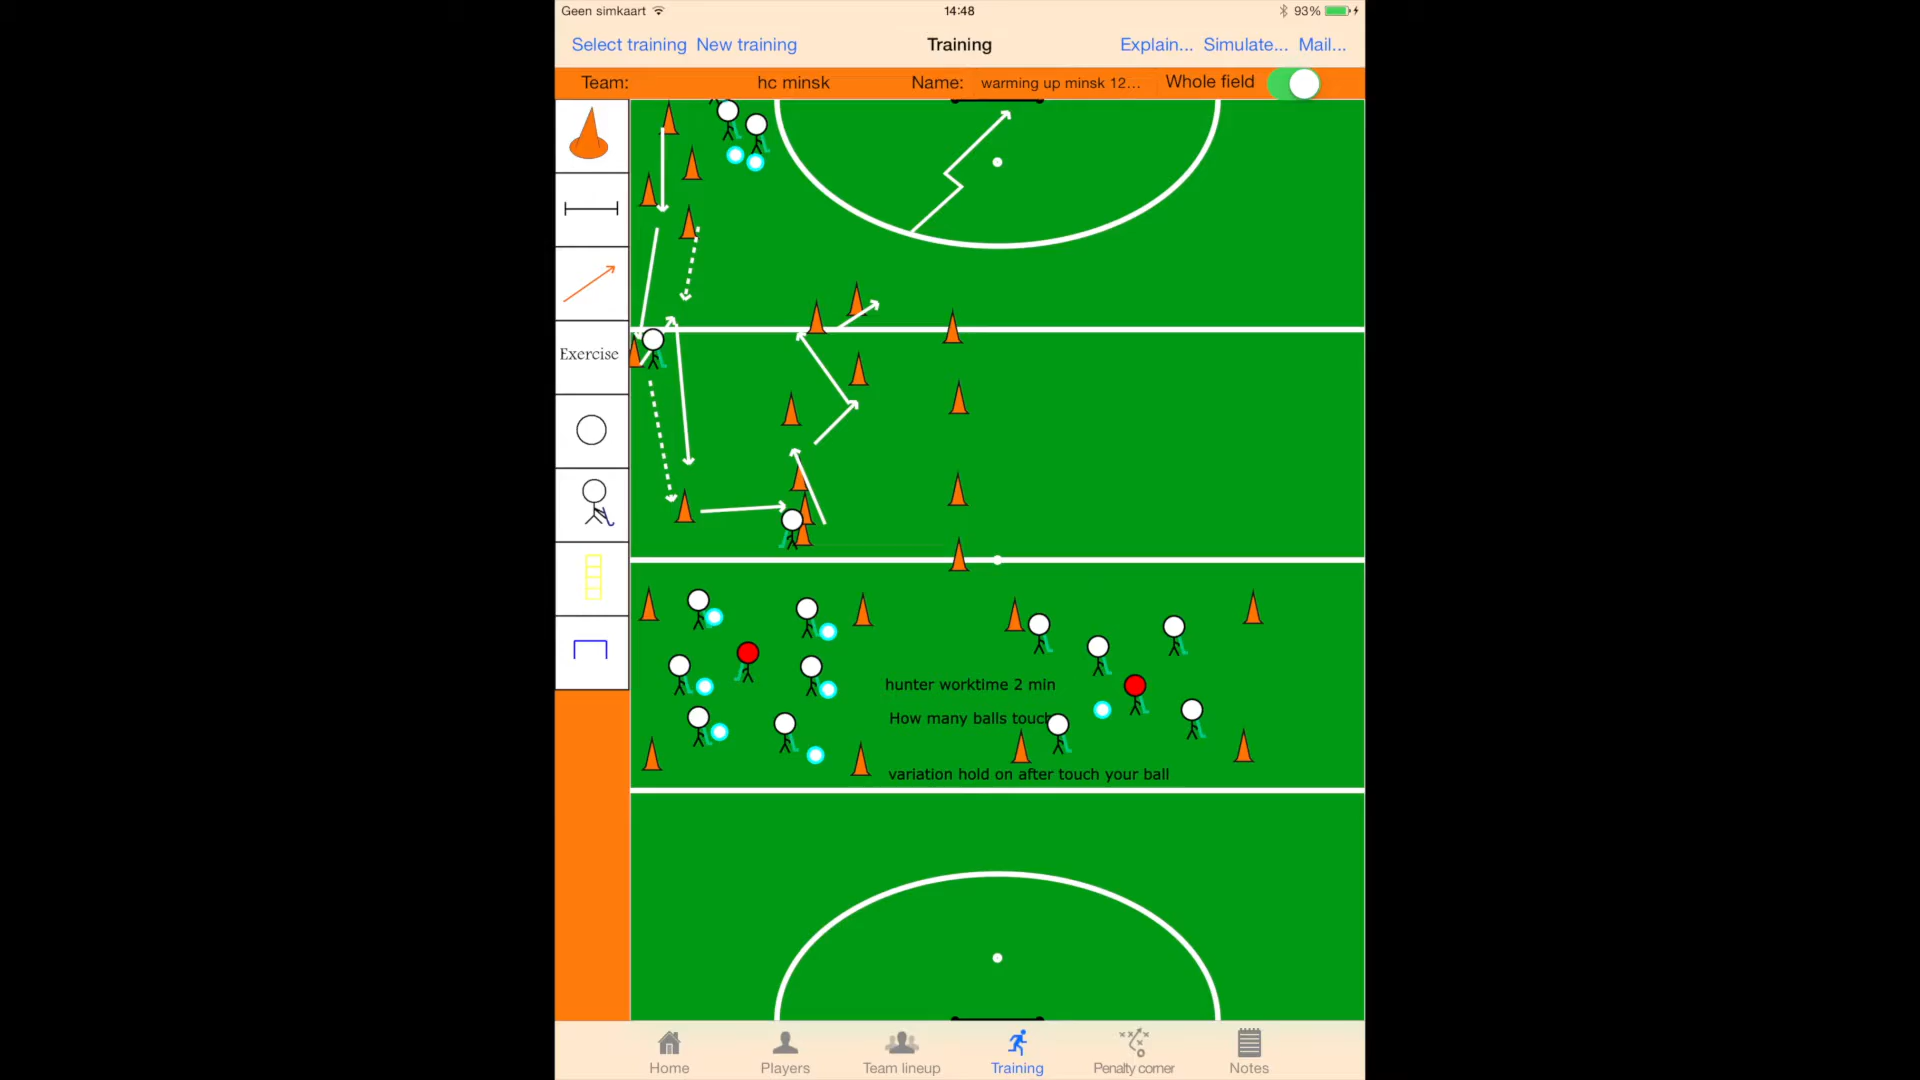 Geen simkaart 14:48 93%
Select training New training Training Explain... Simulate... Mail...
Team: hc minsk Name: warming up minsk 12... Whole field
Exercise
hunter worktime 2 min
How many balls touch
variation hold on after touch your ball
Home Players Team lineup Training Penalty corner Notes